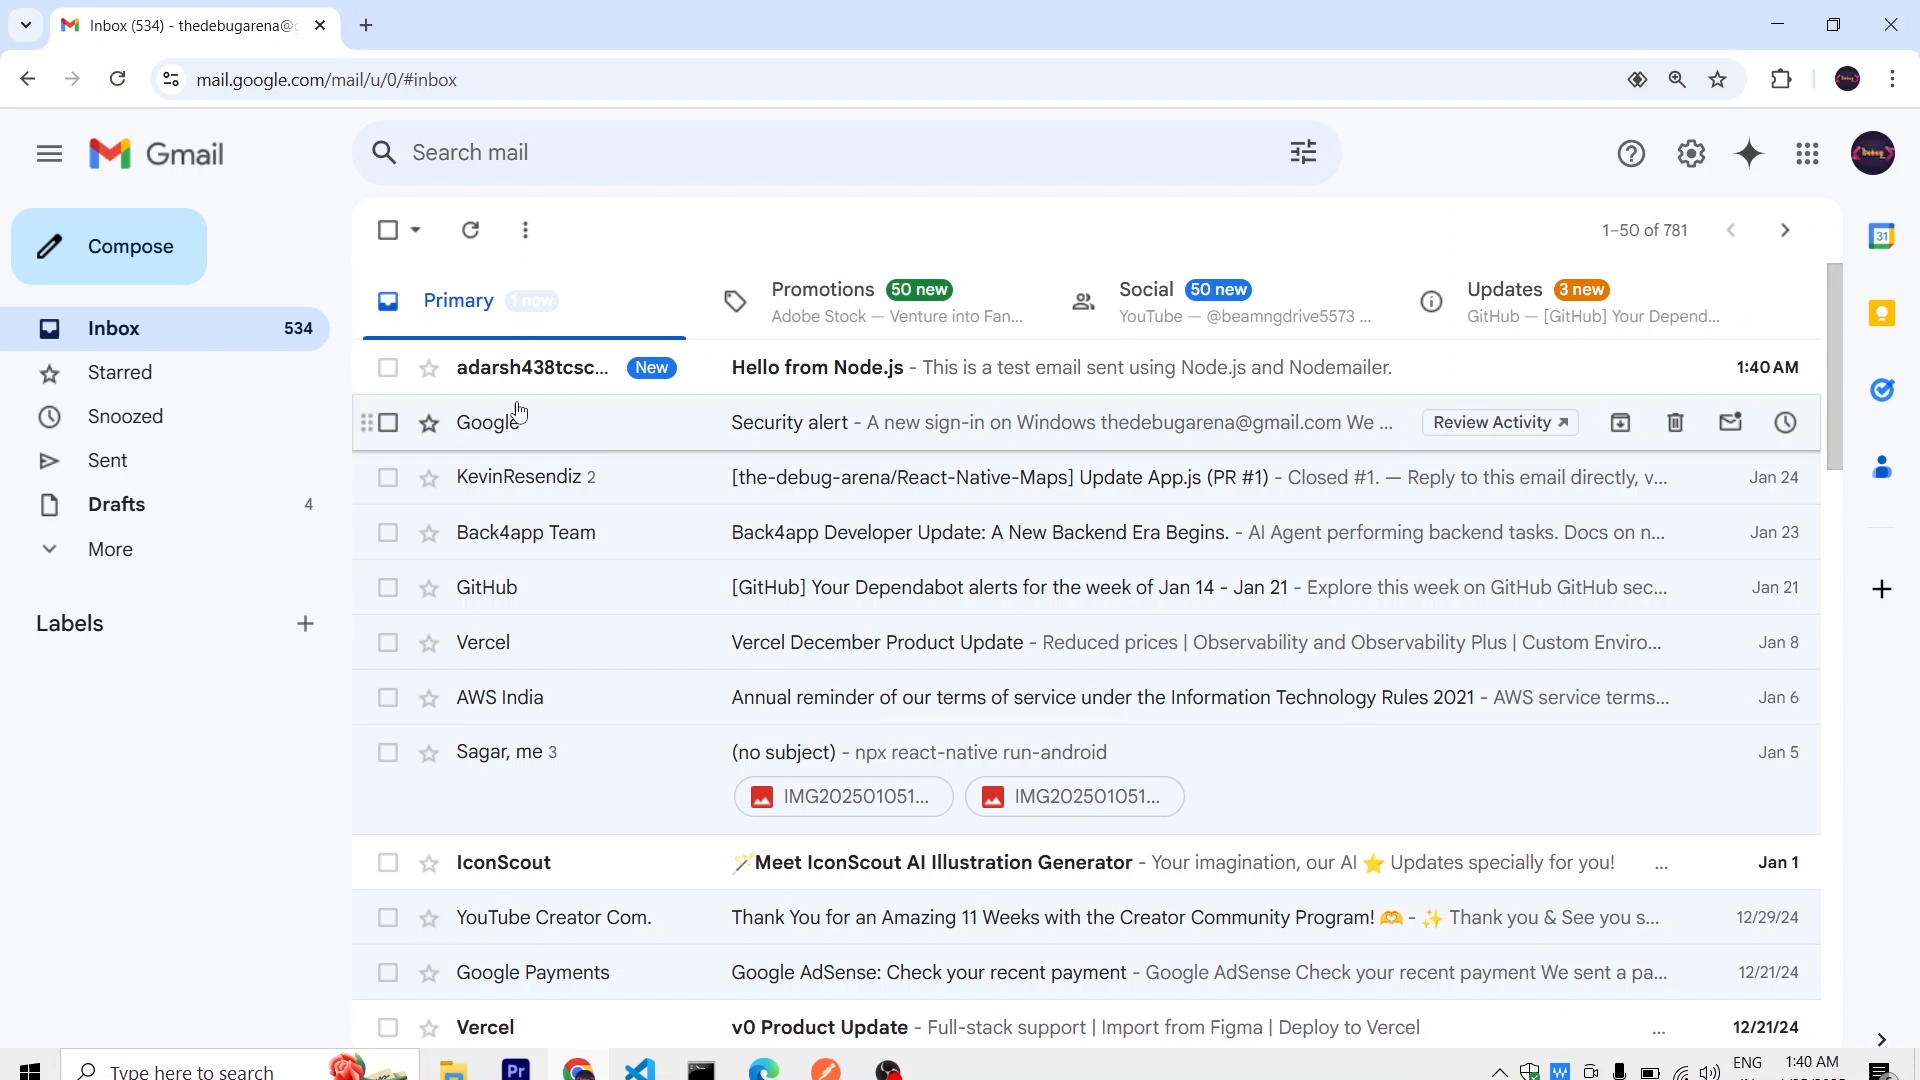 Inbox (534) - thedebugarena@g
mail.google.com/mail/u/0/#inbox
Gmail
Search mail
Compose
1–50 of 781
Inbox 534
Starred
Snoozed
Sent
Drafts 4
More
Labels
Primary 1 new
Promotions 50 new
Adobe Stock — Venture into Fan...
Social 50 new
YouTube — @beamngdrive5573 ...
Updates 3 new
GitHub — [GitHub] Your Depend...
adarsh438tcsc... New Hello from Node.js - This is a test email sent using Node.js and Nodemailer. 1:40 AM
Google Security alert - A new sign-in on Windows thedebugarena@gmail.com We ... Review Activity
KevinResendiz 2 [the-debug-arena/React-Native-Maps] Update App.js (PR #1) - Closed #1. — Reply to this email directly, v... Jan 24
Back4app Team Back4app Developer Update: A New Backend Era Begins. - AI Agent performing backend tasks. Docs on n... Jan 23
GitHub [GitHub] Your Dependabot alerts for the week of Jan 14 - Jan 21 - Explore this week on GitHub GitHub sec... Jan 21
Vercel Vercel December Product Update - Reduced prices | Observability and Observability Plus | Custom Enviro... Jan 8
AWS India Annual reminder of our terms of service under the Information Technology Rules 2021 - AWS service terms... Jan 6
Sagar, me 3 (no subject) - npx react-native run-android Jan 5
IMG202501051... IMG202501051...
IconScout 🪄Meet IconScout AI Illustration Generator - Your imagination, our AI ⭐ Updates specially for you! ... Jan 1
YouTube Creator Com. Thank You for an Amazing 11 Weeks with the Creator Community Program! 🫶 - ✨ Thank you & See you s... 12/29/24
Google Payments Google AdSense: Check your recent payment - Google AdSense Check your recent payment We sent a pa... 12/21/24
Vercel v0 Product Update - Full-stack support | Import from Figma | Deploy to Vercel ... 12/21/24
31
Type here to search
Pr
W
ENG
1:40 AM